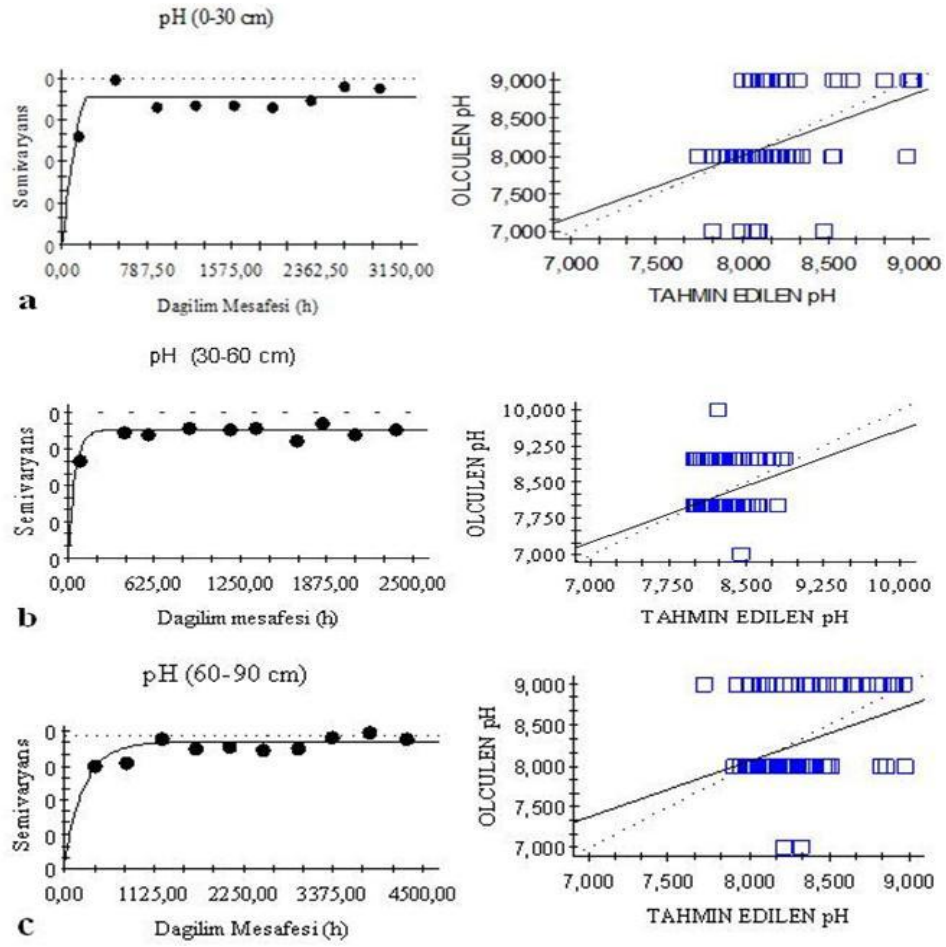 pH (0-30 cm)
Semivaryans
0
0
0
0
0
0,00 787,50 1575,00 2362,50 3150,00
Dagilim Mesafesi (h)
a
OLCULEN pH
9,000
8,500
8,000
7,500
7,000
7,000 7,500 8,000 8,500 9,000
TAHMIN EDILEN pH
pH (30-60 cm)
Semivaryans
0
0
0
0
0
0,00 625,00 1250,00 1875,00 2500,00
Dagilim mesafesi (h)
b
OLCULEN pH
10,000
9,250
8,500
7,750
7,000
7,000 7,750 8,500 9,250 10,000
TAHMIN EDILEN pH
pH (60-90 cm)
Semivaryans
0
0
0
0
0
0,00 1125,00 2250,00 3375,00 4500,00
Dagilim Mesafesi (h)
c
OLCULEN pH
9,000
8,500
8,000
7,500
7,000
7,000 7,500 8,000 8,500 9,000
TAHMIN EDILEN pH